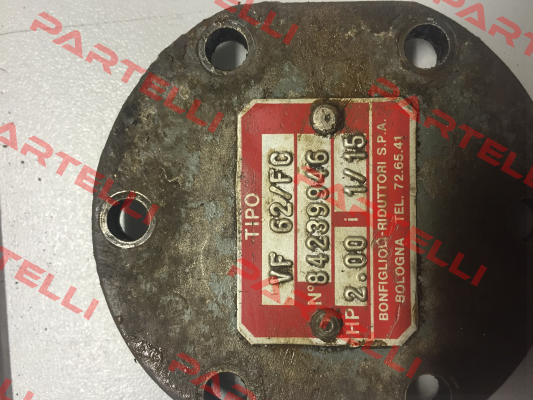 TIPO
VF 62/FC
N° 84239946
HP 2.00 i 1/15
BONFIGLIOLI-RIDUTTORI S.P.A.
BOLOGNA TEL. 72.65.41
PARTELLI
PARTELLI
PARTELLI
PARTELLI
PARTELLI
PARTELLI